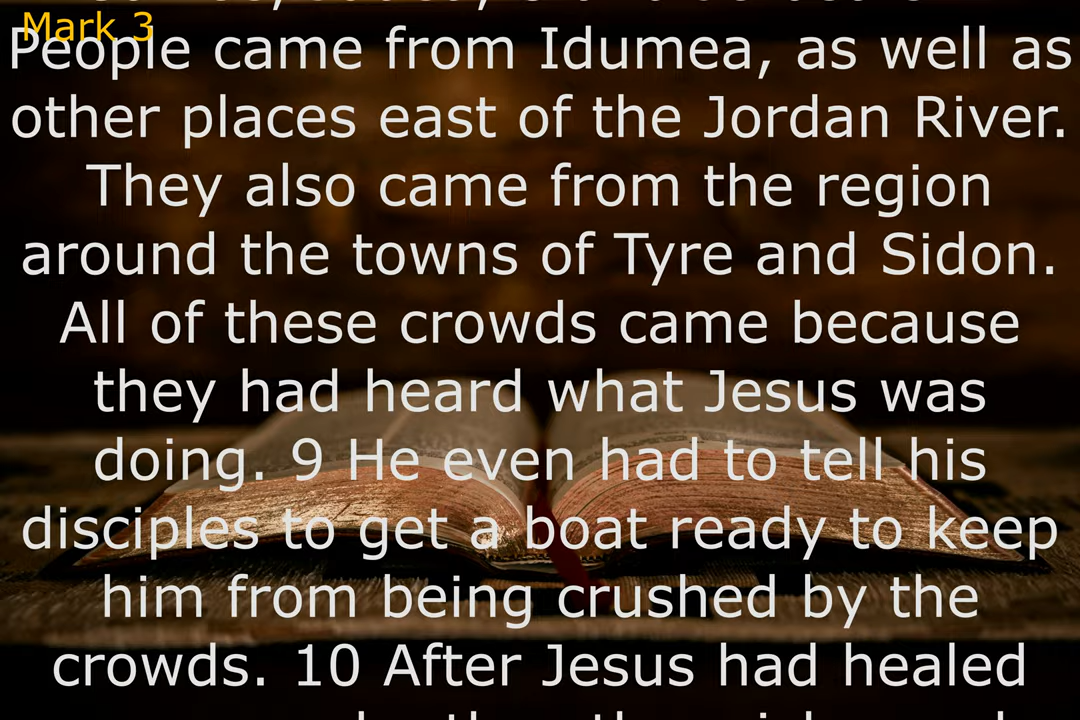 Mark 3
People came from Idumea, as well as
other places east of the Jordan River.
They also came from the region
around the towns of Tyre and Sidon.
All of these crowds came because
they had heard what Jesus was
doing. 9 He even had to tell his
disciples to get a boat ready to keep
him from being crushed by the
crowds. 10 After Jesus had healed